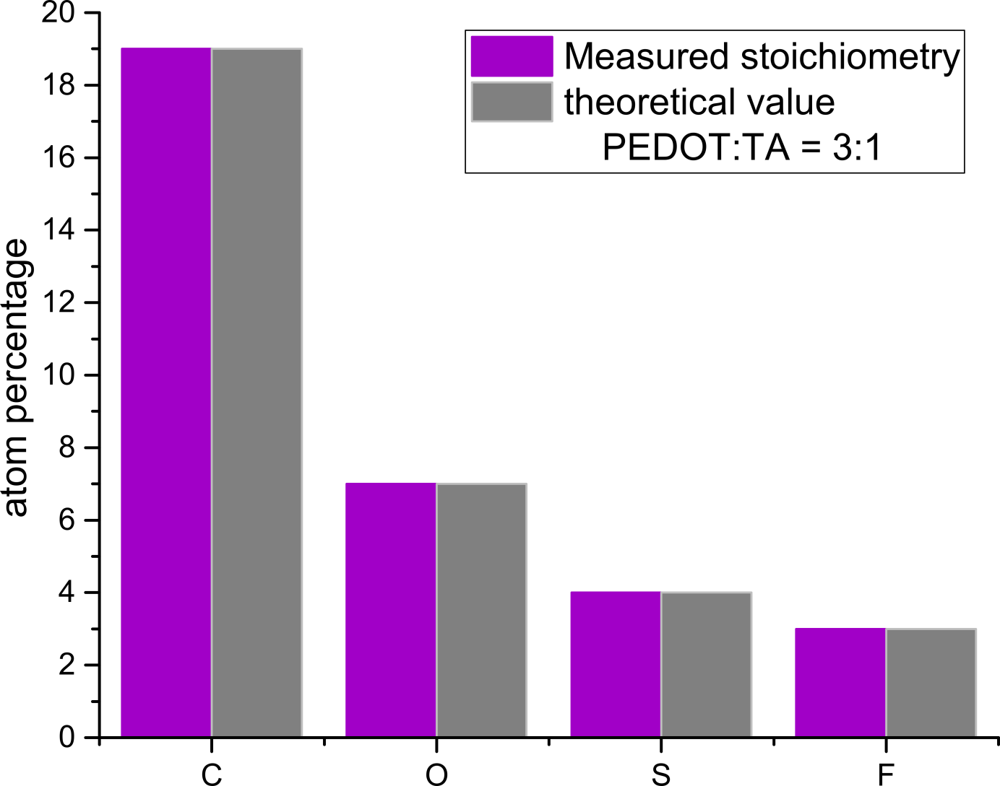 20
18
16
14
12
10
8
6
4
2
0
atom percentage
Measured stoichiometry
theoretical value
PEDOT:TA = 3:1
C O S F